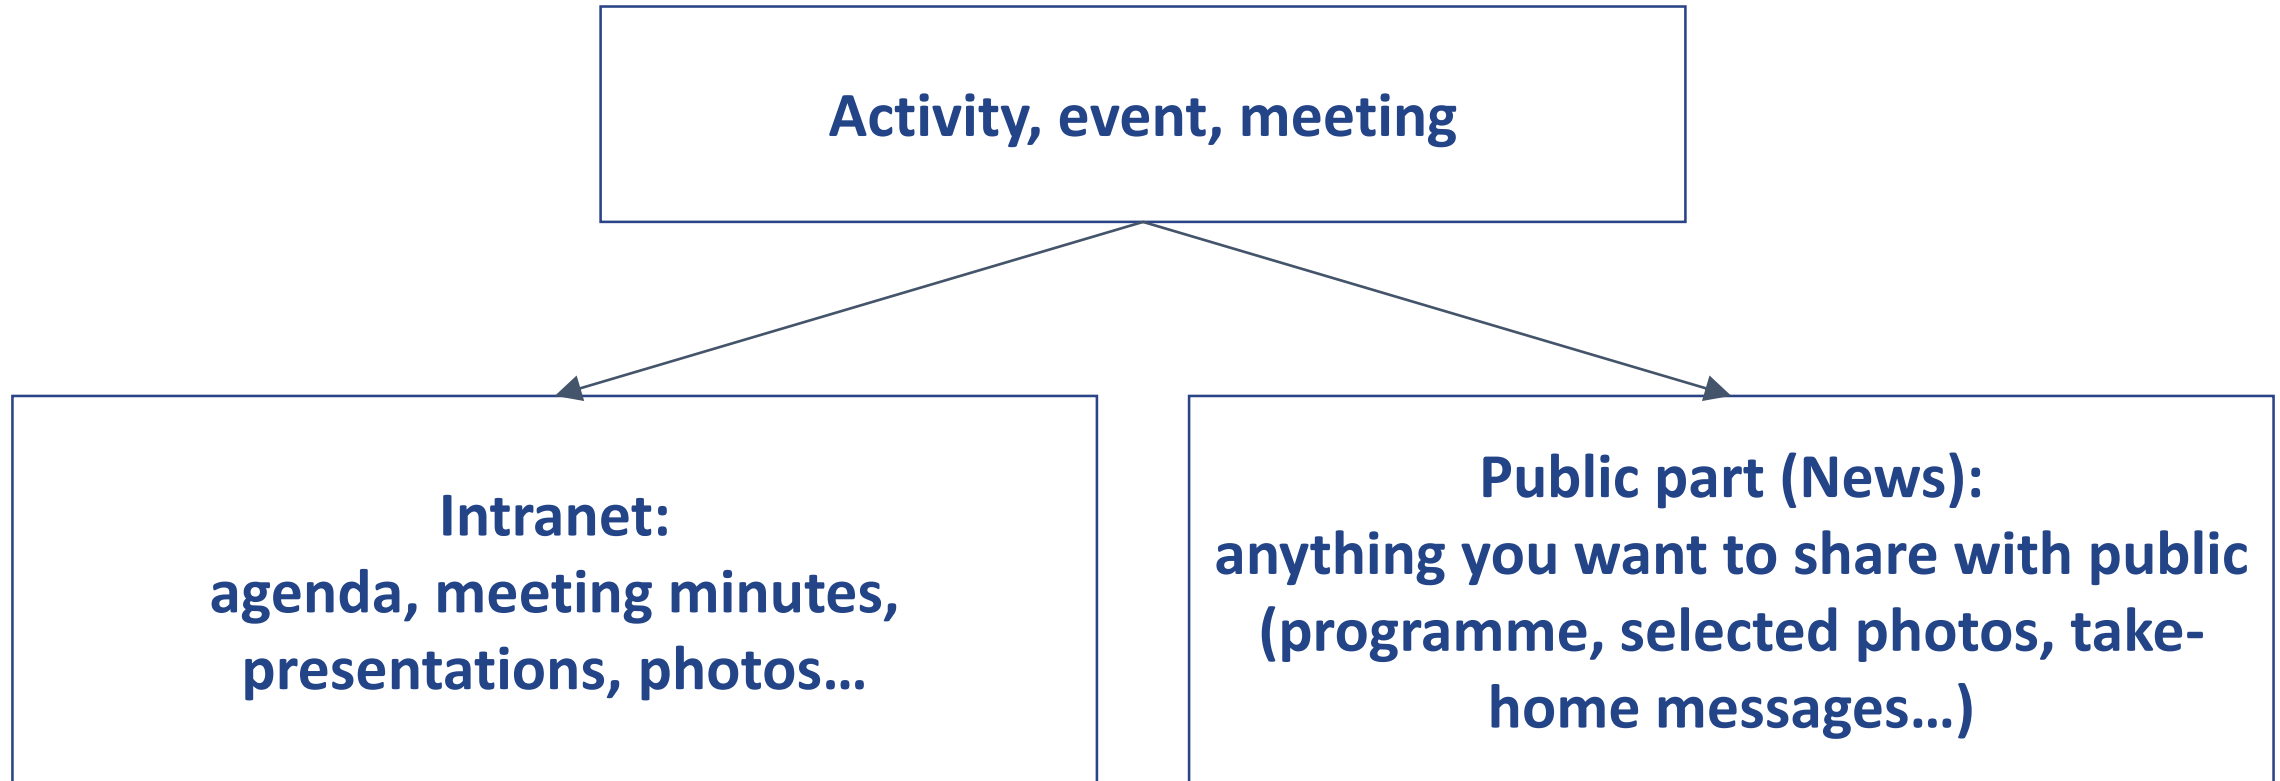 Activity, event, meeting
Intranet:
agenda, meeting minutes,
presentations, photos…
Public part (News):
anything you want to share with public
(programme, selected photos, take-
home messages…)